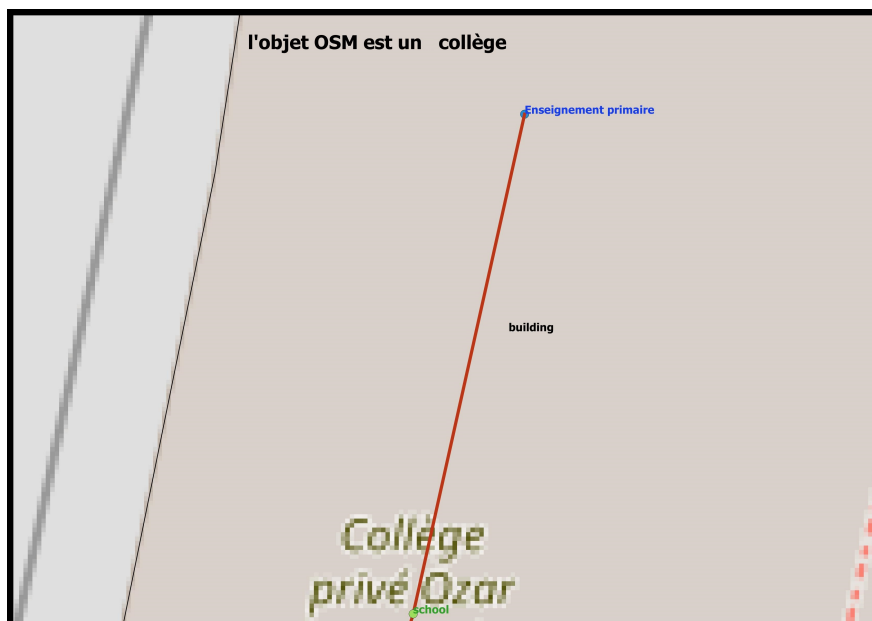 l'objet OSM est un collège
Enseignement primaire
building
Collège
privé Ozar
school